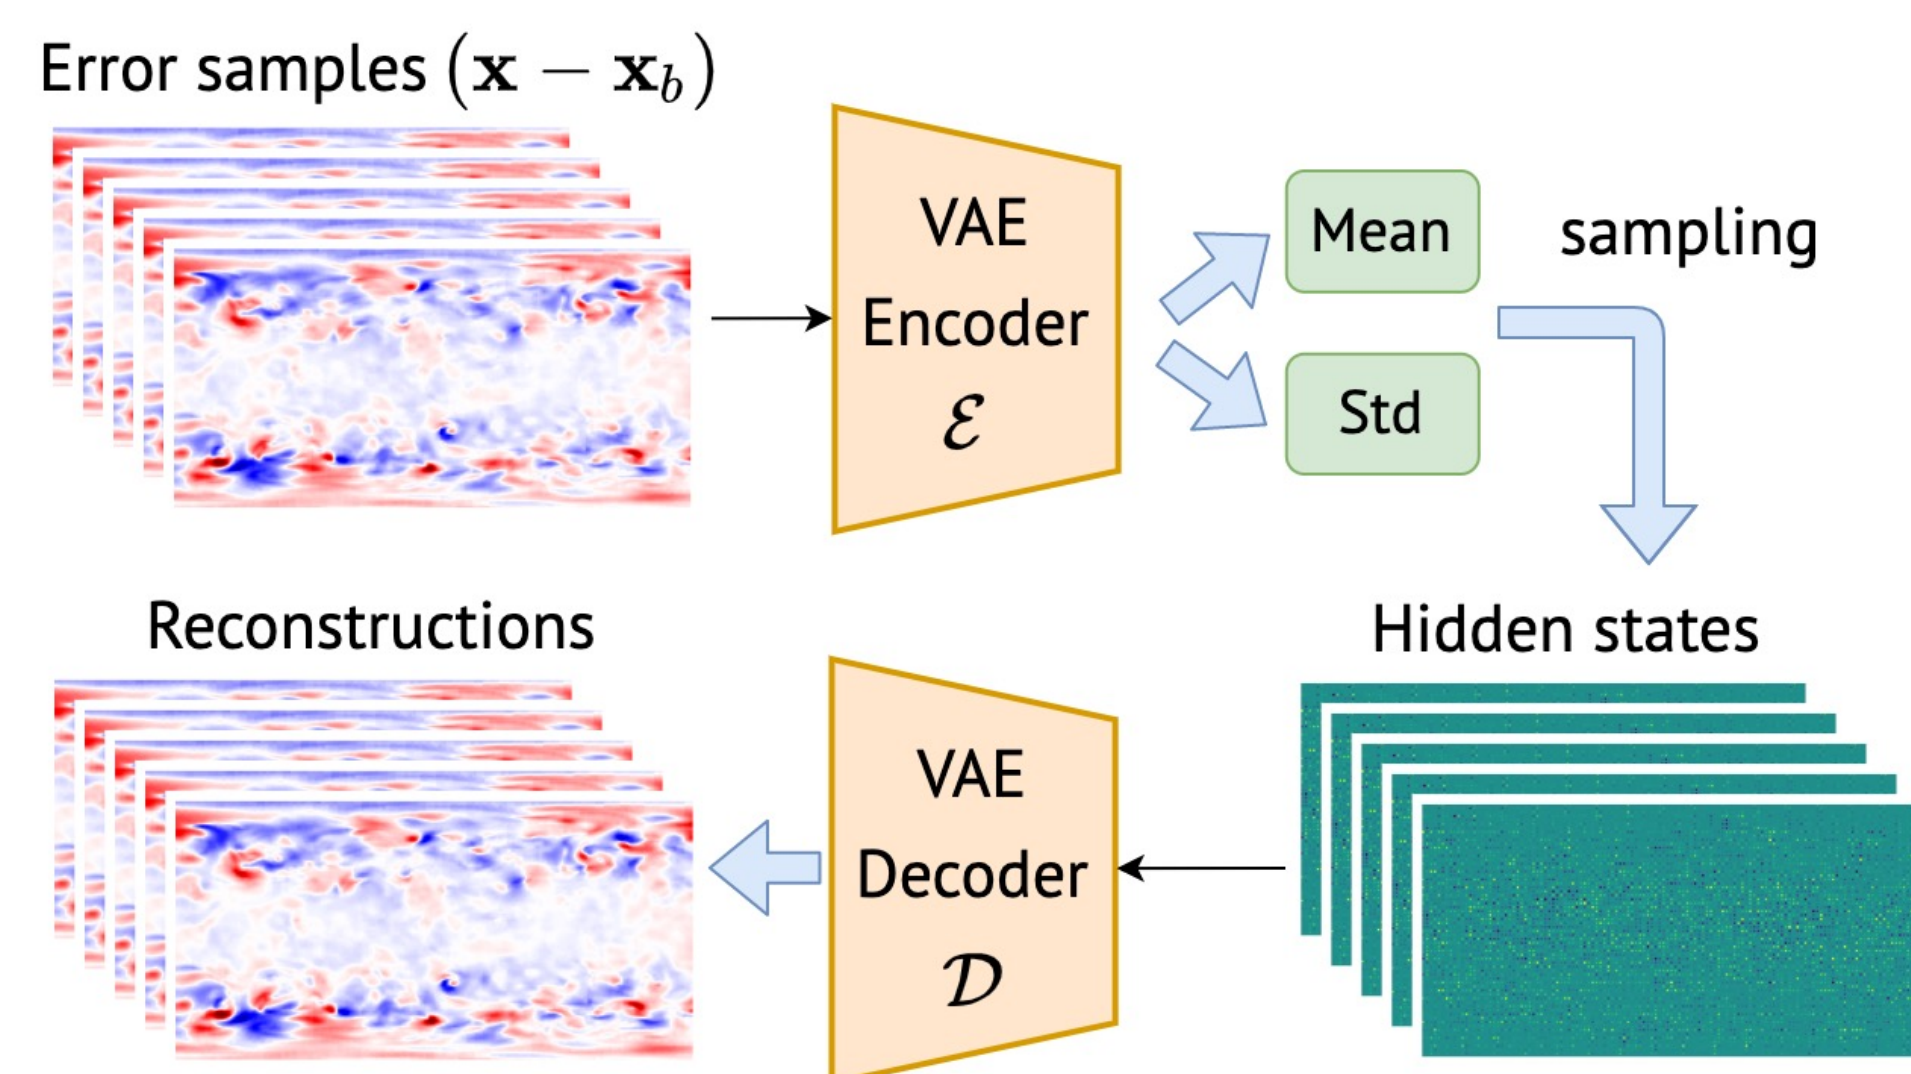 Error samples (x − x_b)
VAE
Encoder
ℰ
Mean
Std
sampling
Hidden states
VAE
Decoder
𝒟
Reconstructions